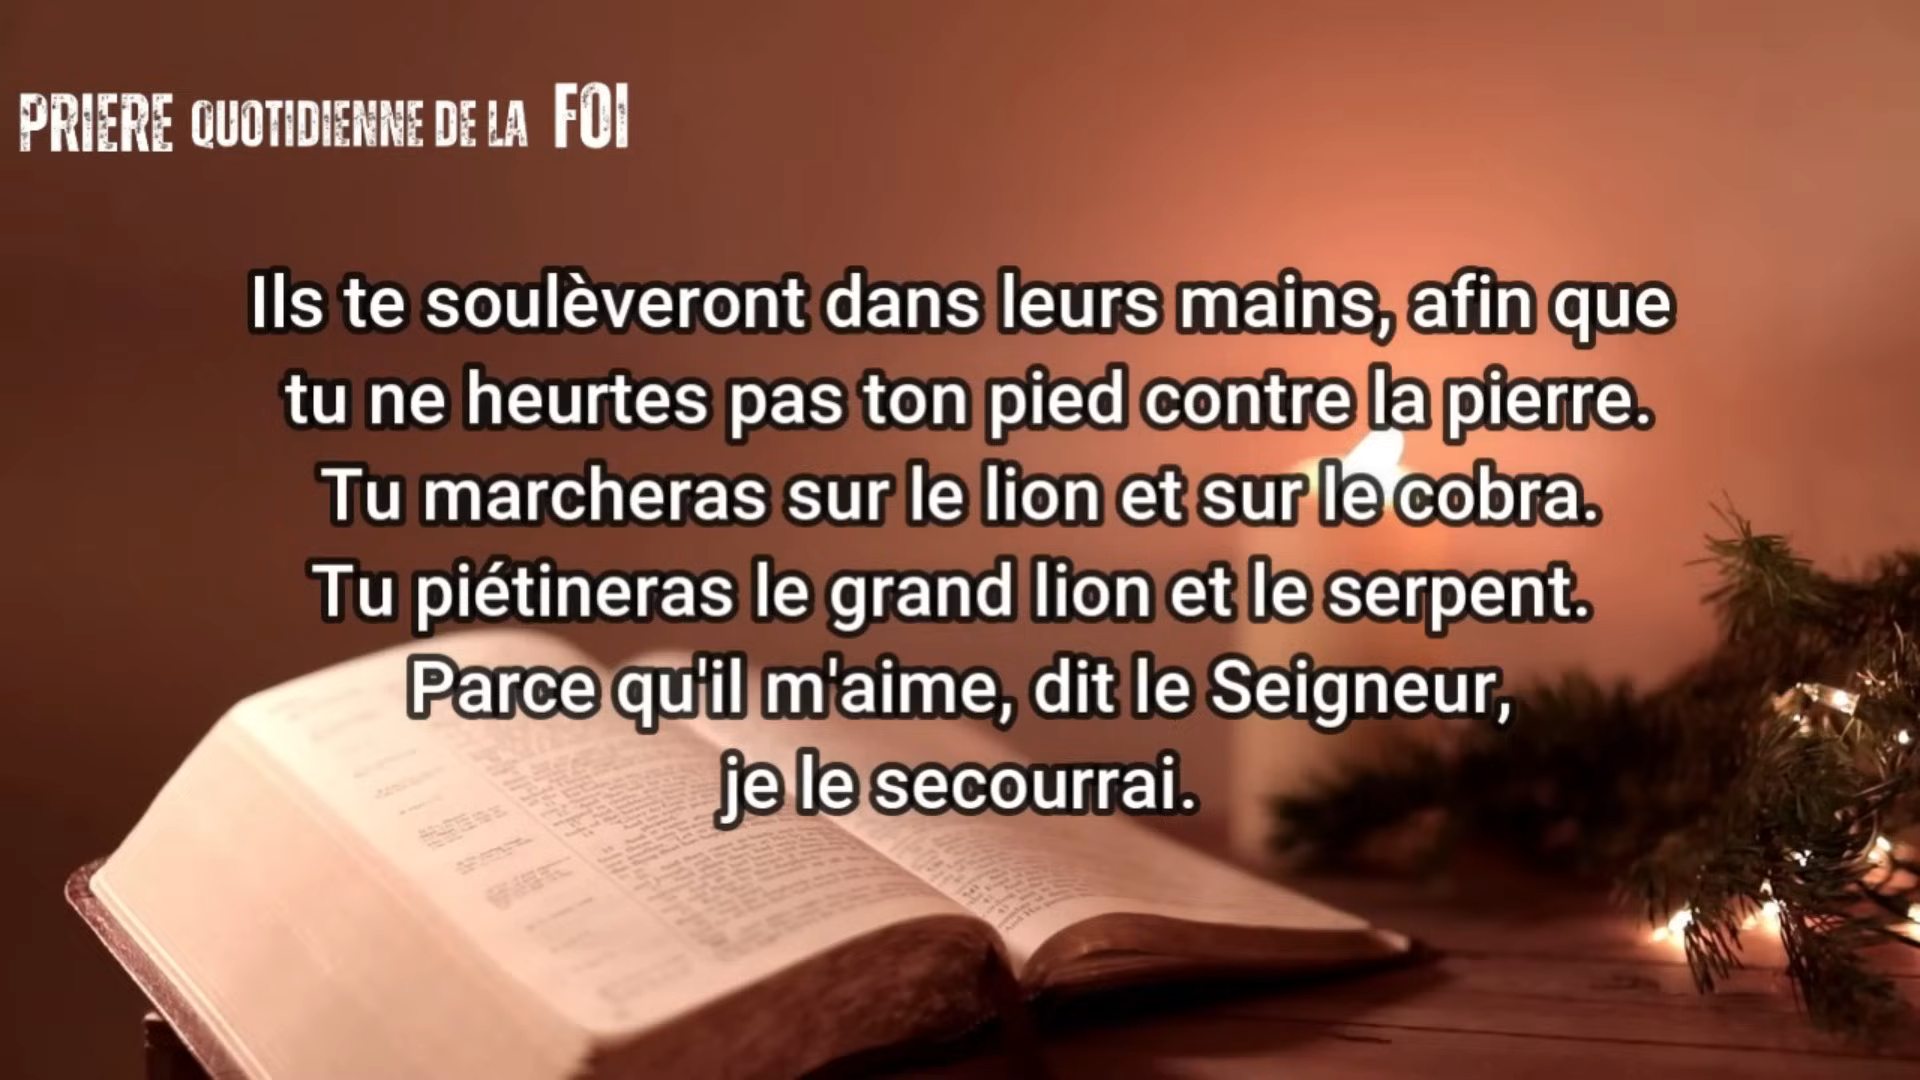 PRIERE QUOTIDIENNE DE LA FOI
Ils te soulèveront dans leurs mains, afin que
tu ne heurtes pas ton pied contre la pierre.
Tu marcheras sur le lion et sur le cobra.
Tu piétineras le grand lion et le serpent.
Parce qu'il m'aime, dit le Seigneur,
je le secourrai.